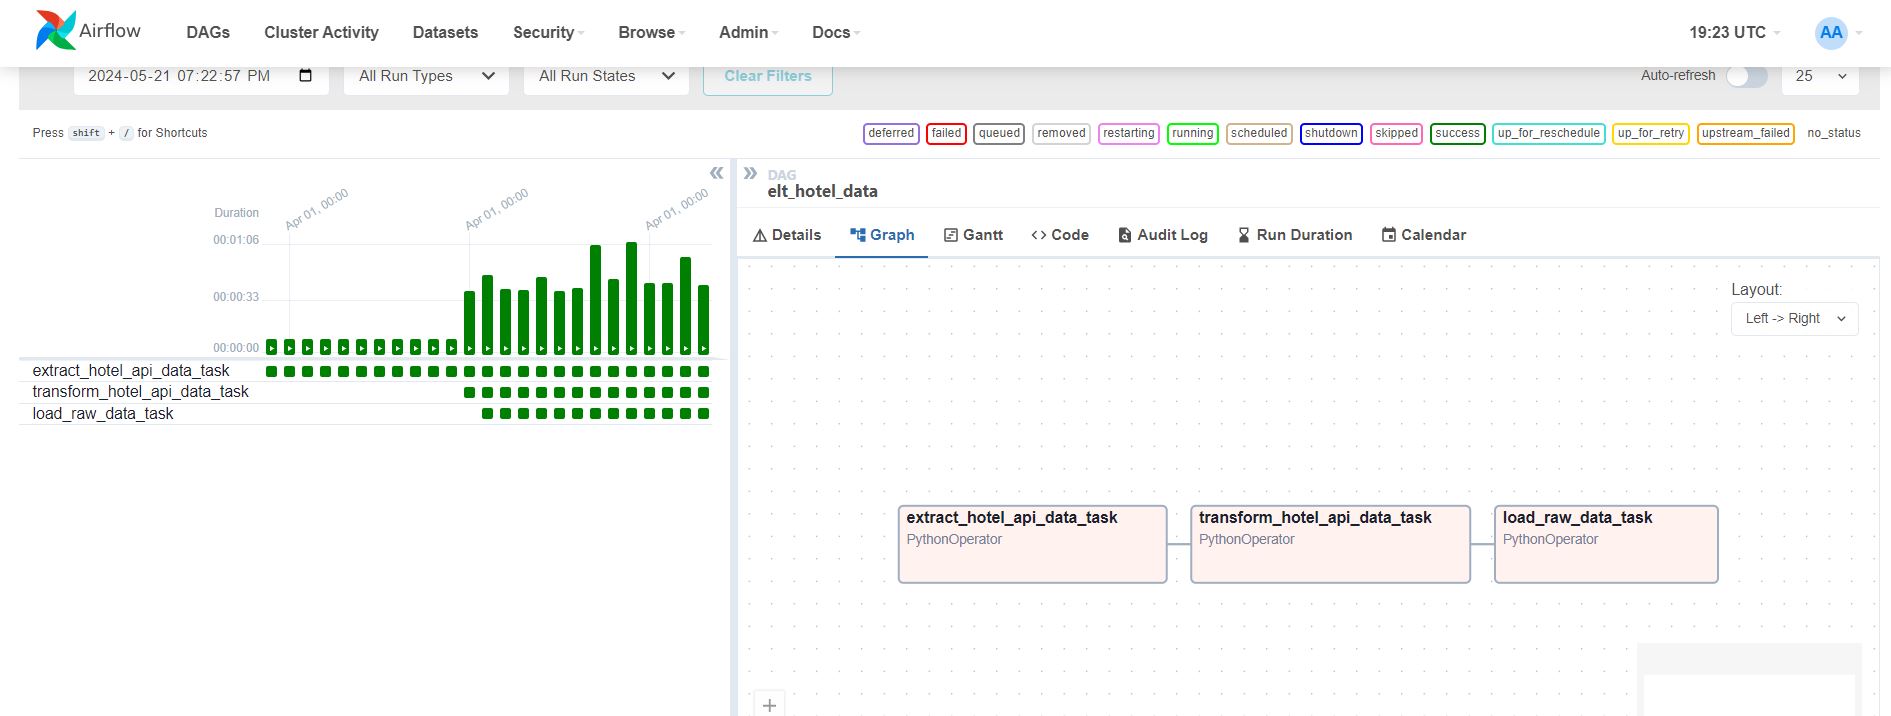 Airflow DAGs Cluster Activity Datasets Security Browse Admin Docs 19:23 UTC AA
2024-05-21 07:22:57 PM All Run Types All Run States Clear Filters Auto-refresh 25
Press shift + / for Shortcuts deferred failed queued removed restarting running scheduled shutdown skipped success up_for_reschedule up_for_retry upstream_failed no_status
DAG
elt_hotel_data
Details Graph Gantt Code Audit Log Run Duration Calendar
Apr 01, 00:00 Apr 01, 00:00 Apr 01, 00:00
Duration
00:01:06
00:00:33
00:00:00
extract_hotel_api_data_task
transform_hotel_api_data_task
load_raw_data_task
Layout:
Left -> Right
extract_hotel_api_data_task
PythonOperator
transform_hotel_api_data_task
PythonOperator
load_raw_data_task
PythonOperator